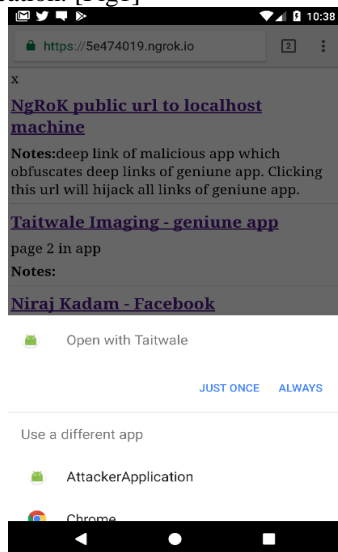 10:38
https://5e474019.ngrok.io
2
x
NgRoK public url to localhost
machine
Notes:deep link of malicious app which
obfuscates deep links of geniune app. Clicking
this url will hijack all links of geniune app.
Taitwale Imaging - geniune app
page 2 in app
Notes:
Niraj Kadam - Facebook
Open with Taitwale
JUST ONCE ALWAYS
Use a different app
AttackerApplication
Chrome